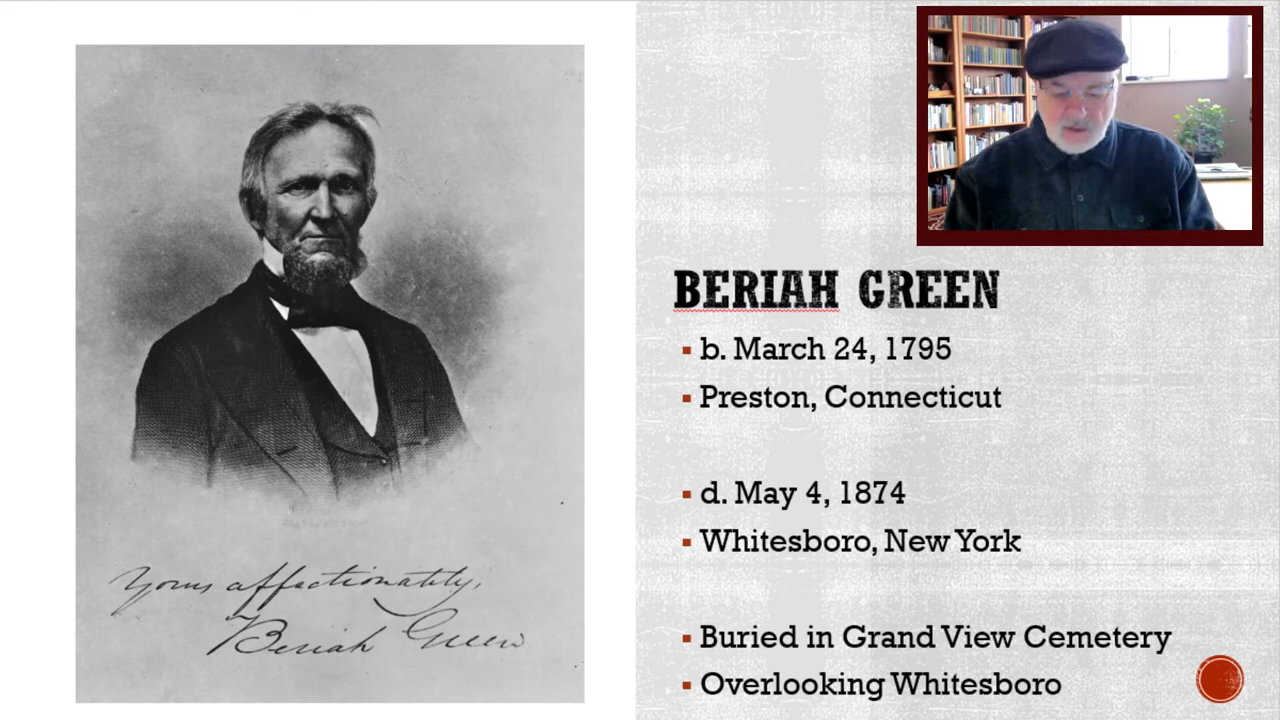 Yours affectionately,
Beriah Green
BERIAH GREEN
b. March 24, 1795
Preston, Connecticut
d. May 4, 1874
Whitesboro, New York
Buried in Grand View Cemetery
Overlooking Whitesboro